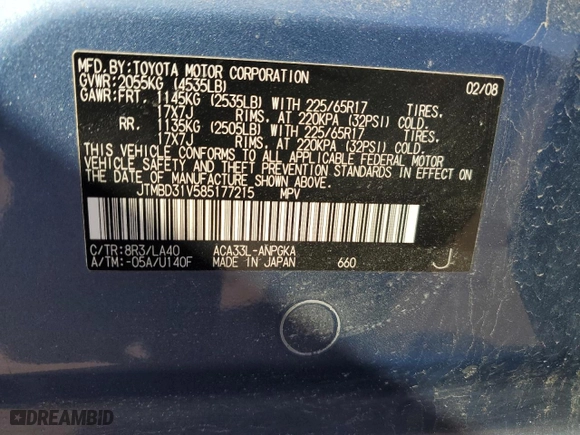 MFD.BY:TOYOTA MOTOR CORPORATION 02/08
GVWR:2055KG (4535LB)
GAWR:FRT. 1145KG (2535LB) WITH 225/65R17 TIRES,
17X7J RIMS, AT 220KPA (32PSI) COLD.
RR. 1135KG (2505LB) WITH 225/65R17 TIRES,
17X7J RIMS, AT 220KPA (32PSI) COLD.
THIS VEHICLE CONFORMS TO ALL APPLICABLE FEDERAL MOTOR
VEHICLE SAFETY AND THEFT PREVENTION STANDARDS IN EFFECT ON
THE DATE OF MANUFACTURE SHOWN ABOVE.
JTMBD31V585177215 MPV
C/TR:8R3/LA40 ACA33L-ANPGKA
A/TM:-05A/U140F MADE IN JAPAN 660 J
DREAMBID